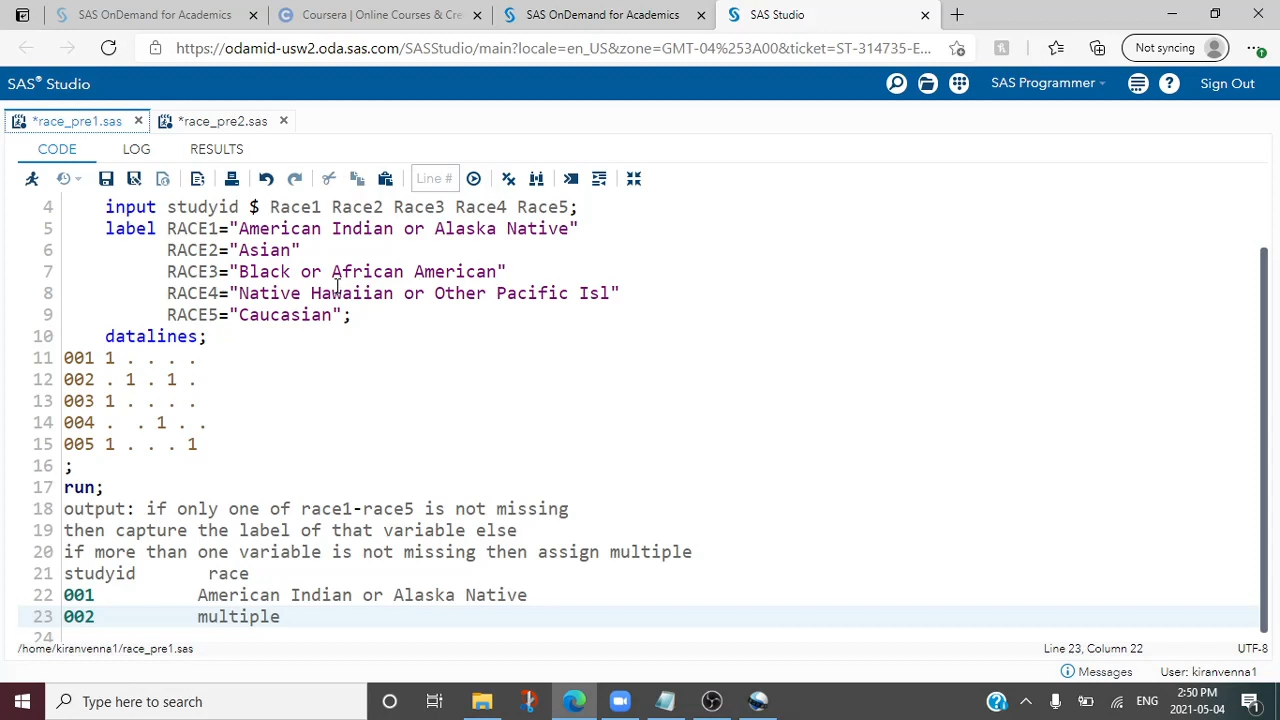 SAS OnDemand for Academics
Coursera | Online Courses & Cre
SAS OnDemand for Academics
SAS Studio
https://odamid-usw2.oda.sas.com/SASStudio/main?locale=en_US&zone=GMT-04%253A00&ticket=ST-314735-E...
Not syncing
SAS® Studio
SAS Programmer
Sign Out
*race_pre1.sas
*race_pre2.sas
CODE LOG RESULTS
Line #
4 input studyid $ Race1 Race2 Race3 Race4 Race5;
5 label RACE1="American Indian or Alaska Native"
6 RACE2="Asian"
7 RACE3="Black or African American"
8 RACE4="Native Hawaiian or Other Pacific Isl"
9 RACE5="Caucasian";
10 datalines;
11 001 1 . . . .
12 002 . 1 . 1 .
13 003 1 . . . .
14 004 . . 1 . .
15 005 1 . . . 1
16 ;
17 run;
18 output: if only one of race1-race5 is not missing
19 then capture the label of that variable else
20 if more than one variable is not missing then assign multiple
21 studyid race
22 001 American Indian or Alaska Native
23 002 multiple
24
/home/kiranvenna1/race_pre1.sas
Line 23, Column 22
UTF-8
Messages
User: kiranvenna1
Type here to search
ENG
2:50 PM
2021-05-04
1